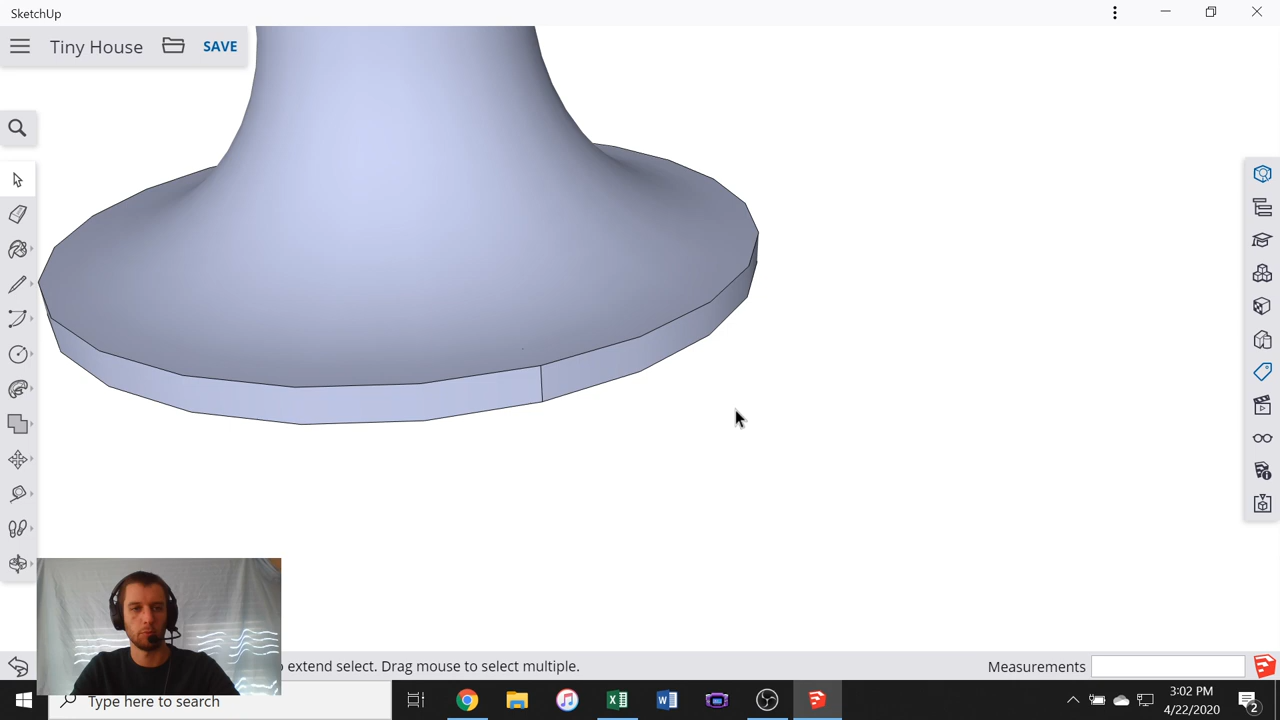 SketchUp
Tiny House
SAVE
extend select. Drag mouse to select multiple.
Measurements
Type here to search
3:02 PM
4/22/2020
2